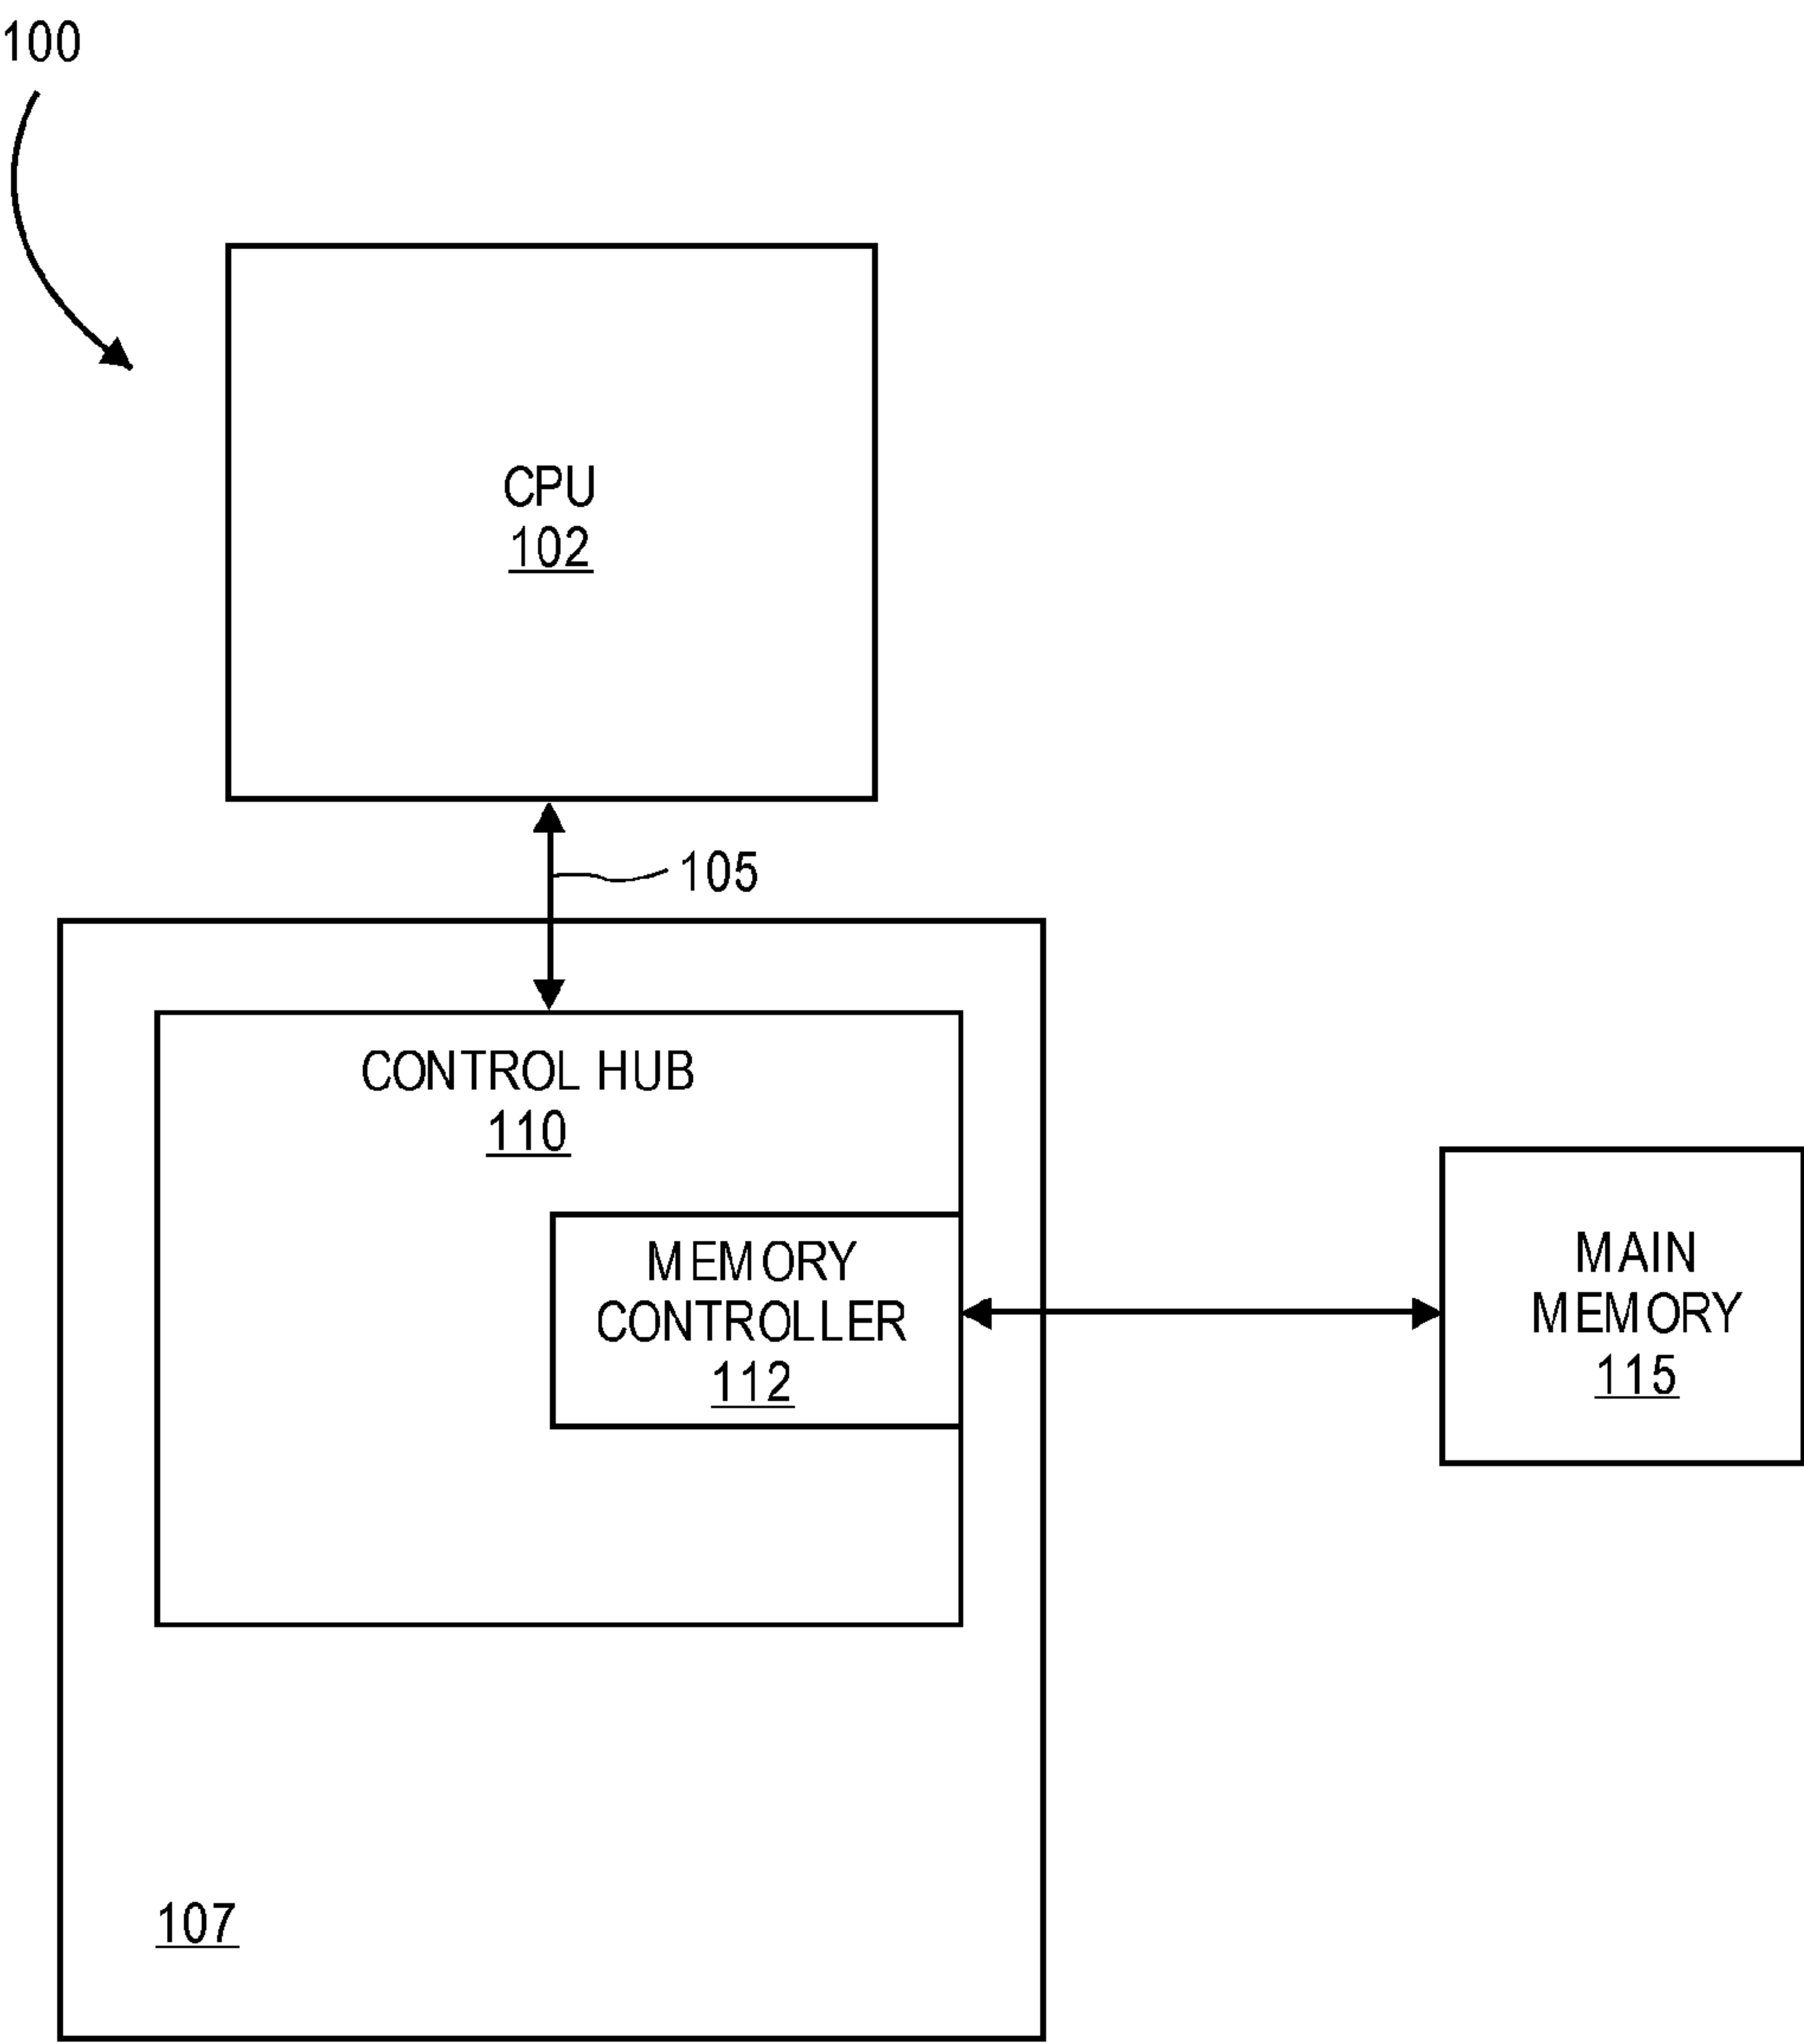 100
CPU
102
105
CONTROL HUB
110
MEMORY
CONTROLLER
112
MAIN
MEMORY
115
107